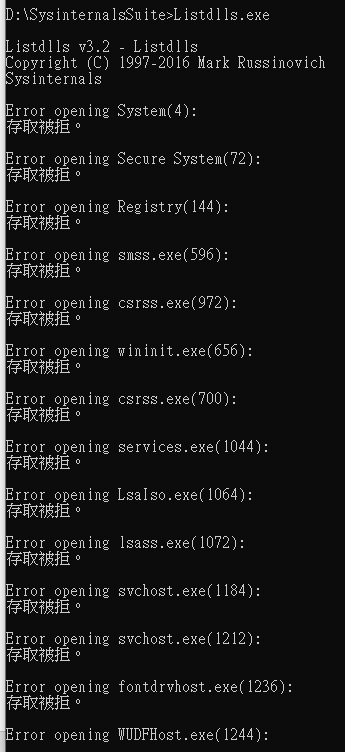 D:\SysinternalsSuite>Listdlls.exe
Listdlls v3.2 - Listdlls
Copyright (C) 1997-2016 Mark Russinovich
Sysinternals
Error opening System(4):
存取被拒。
Error opening Secure System(72):
存取被拒。
Error opening Registry(144):
存取被拒。
Error opening smss.exe(596):
存取被拒。
Error opening csrss.exe(972):
存取被拒。
Error opening wininit.exe(656):
存取被拒。
Error opening csrss.exe(700):
存取被拒。
Error opening services.exe(1044):
存取被拒。
Error opening LsaIso.exe(1064):
存取被拒。
Error opening lsass.exe(1072):
存取被拒。
Error opening svchost.exe(1184):
存取被拒。
Error opening svchost.exe(1212):
存取被拒。
Error opening fontdrvhost.exe(1236):
存取被拒。
Error opening WUDFHost.exe(1244):